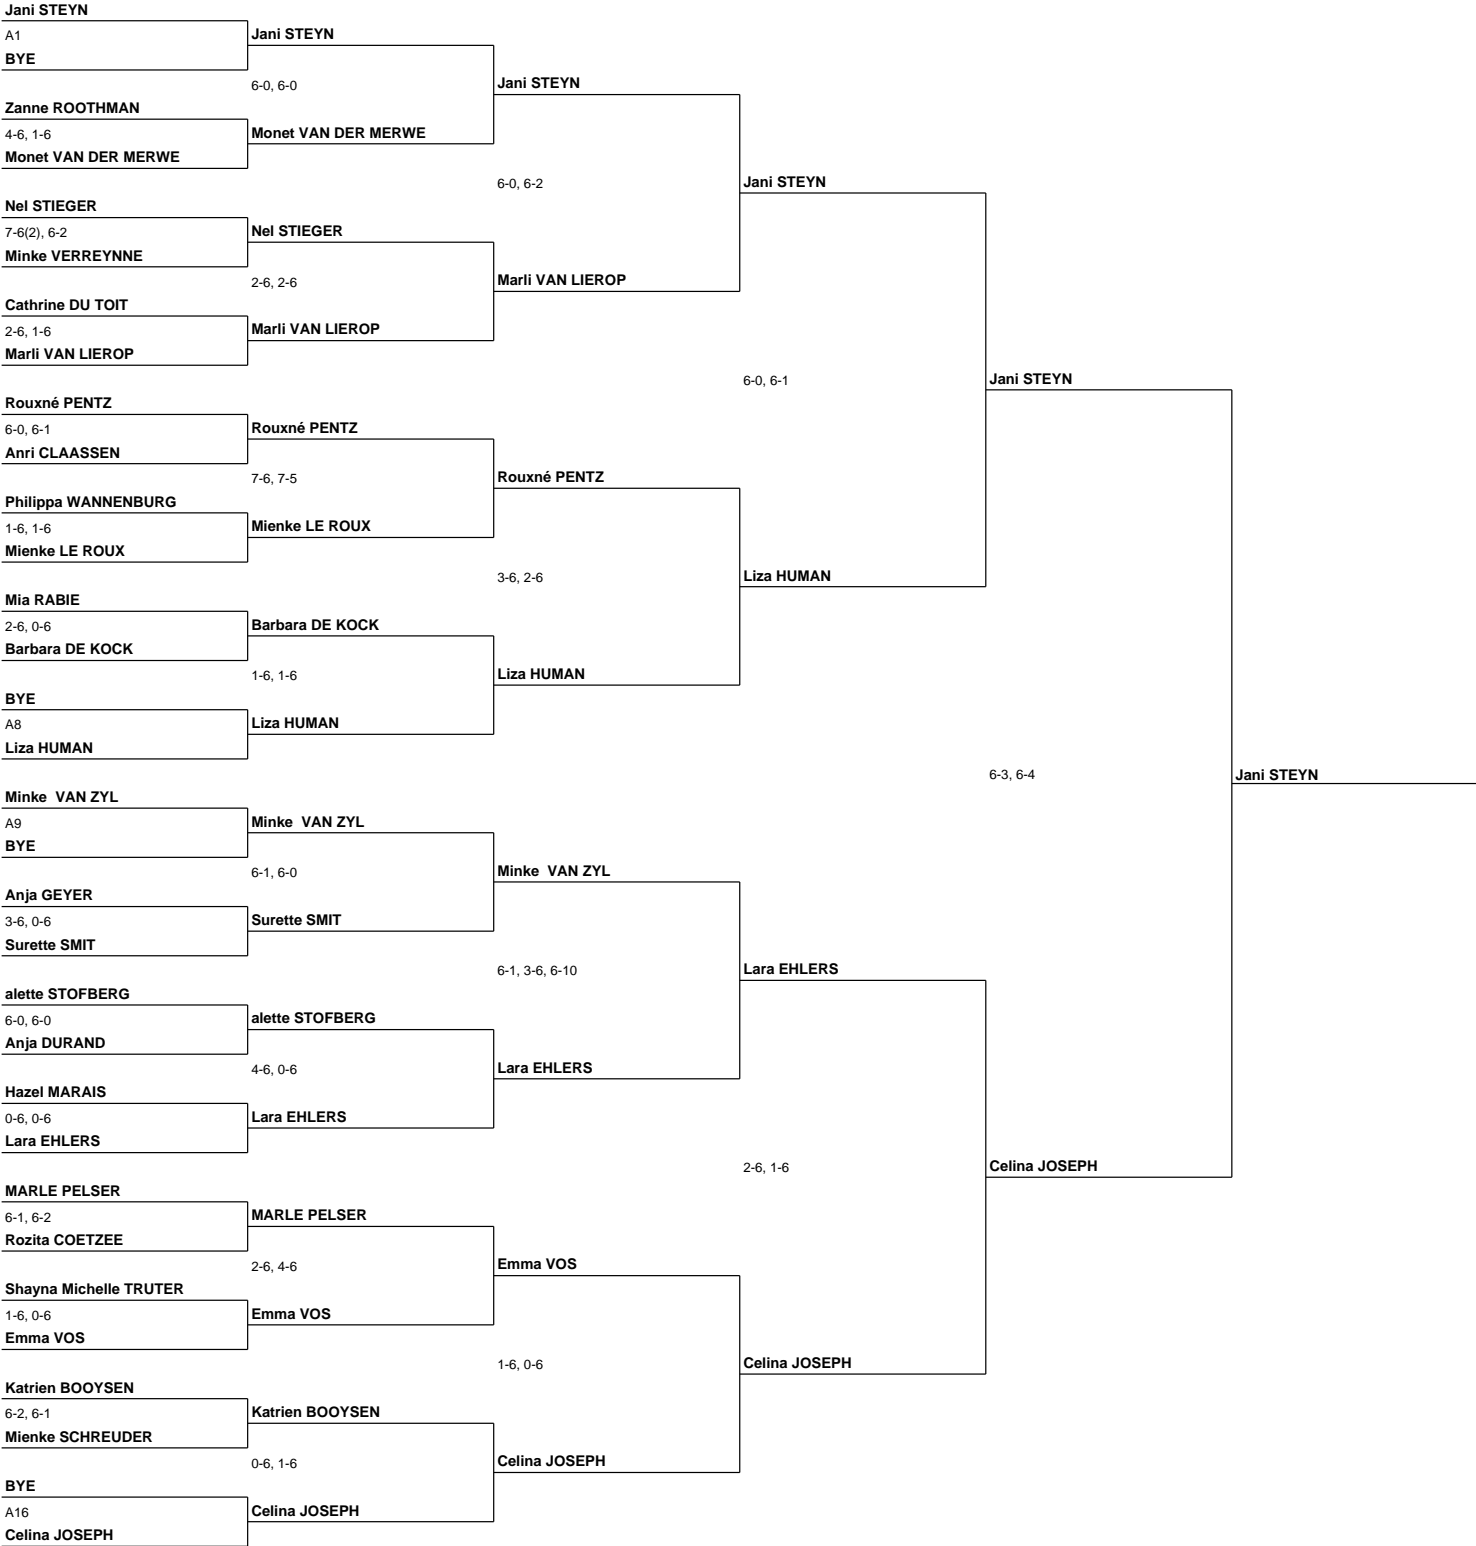 Jani STEYN
A1
BYE
Zanne ROOTHMAN
4-6, 1-6
Monet VAN DER MERWE
Nel STIEGER
7-6(2), 6-2
Minke VERREYNNE
Cathrine DU TOIT
2-6, 1-6
Marli VAN LIEROP
Rouxné PENTZ
6-0, 6-1
Anri CLAASSEN
Philippa WANNENBURG
1-6, 1-6
Mienke LE ROUX
Mia RABIE
2-6, 0-6
Barbara DE KOCK
BYE
A8
Liza HUMAN
Minke  VAN ZYL
A9
BYE
Anja GEYER
3-6, 0-6
Surette SMIT
alette STOFBERG
6-0, 6-0
Anja DURAND
Hazel MARAIS
0-6, 0-6
Lara EHLERS
MARLE PELSER
6-1, 6-2
Rozita COETZEE
Shayna Michelle TRUTER
1-6, 0-6
Emma VOS
Katrien BOOYSEN
6-2, 6-1
Mienke SCHREUDER
BYE
A16
Celina JOSEPH
Jani STEYN
6-0, 6-0
Monet VAN DER MERWE
Nel STIEGER
2-6, 2-6
Marli VAN LIEROP
Rouxné PENTZ
7-6, 7-5
Mienke LE ROUX
Barbara DE KOCK
1-6, 1-6
Liza HUMAN
Minke  VAN ZYL
6-1, 6-0
Surette SMIT
alette STOFBERG
4-6, 0-6
Lara EHLERS
MARLE PELSER
2-6, 4-6
Emma VOS
Katrien BOOYSEN
0-6, 1-6
Celina JOSEPH
Jani STEYN
6-0, 6-2
Marli VAN LIEROP
Rouxné PENTZ
3-6, 2-6
Liza HUMAN
Minke  VAN ZYL
6-1, 3-6, 6-10
Lara EHLERS
Emma VOS
1-6, 0-6
Celina JOSEPH
Jani STEYN
6-0, 6-1
Liza HUMAN
Lara EHLERS
2-6, 1-6
Celina JOSEPH
Jani STEYN
6-3, 6-4
Celina JOSEPH
Jani STEYN